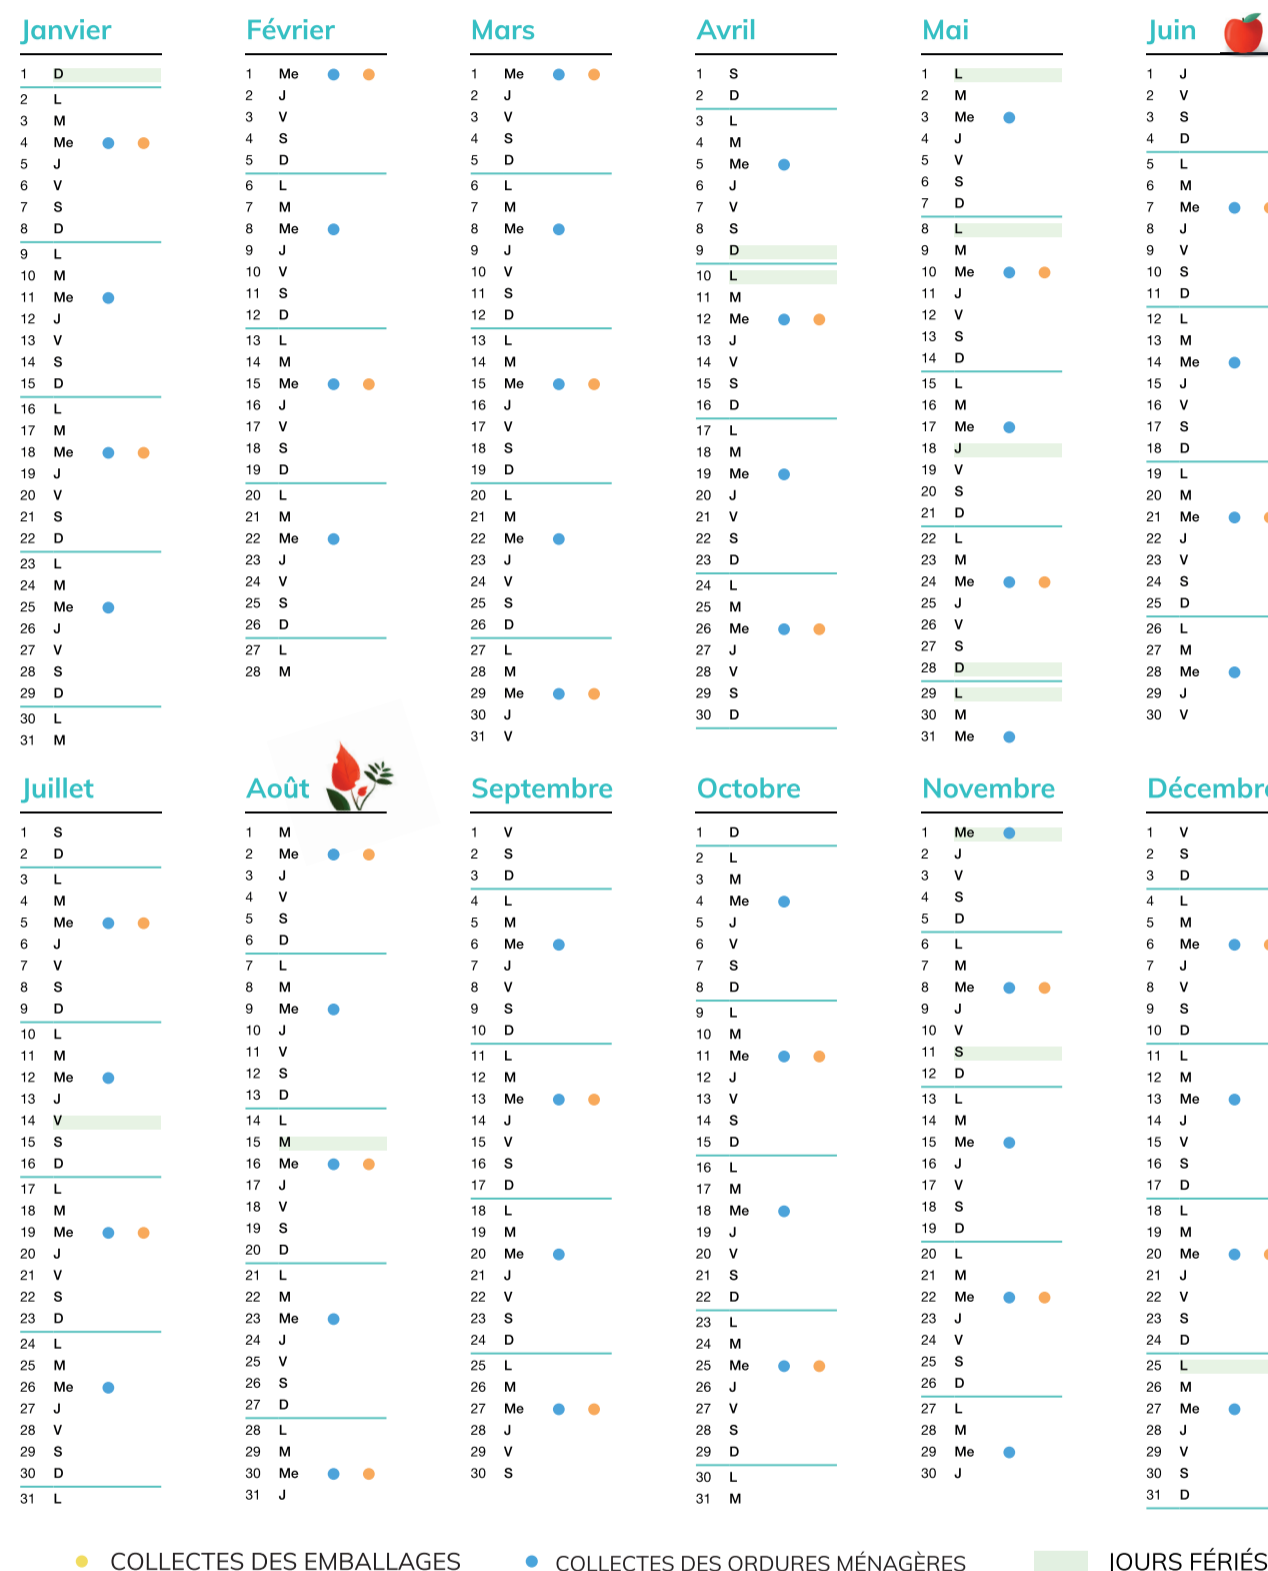 Janvier
1 D
2 L
3 M
4 Me
5 J
6 V
7 S
8 D
9 L
10 M
11 Me
12 J
13 V
14 S
15 D
16 L
17 M
18 Me
19 J
20 V
21 S
22 D
23 L
24 M
25 Me
26 J
27 V
28 S
29 D
30 L
31 M
Février
1 Me
2 J
3 V
4 S
5 D
6 L
7 M
8 Me
9 J
10 V
11 S
12 D
13 L
14 M
15 Me
16 J
17 V
18 S
19 D
20 L
21 M
22 Me
23 J
24 V
25 S
26 D
27 L
28 M
Mars
1 Me
2 J
3 V
4 S
5 D
6 L
7 M
8 Me
9 J
10 V
11 S
12 D
13 L
14 M
15 Me
16 J
17 V
18 S
19 D
20 L
21 M
22 Me
23 J
24 V
25 S
26 D
27 L
28 M
29 Me
30 J
31 V
Avril
1 S
2 D
3 L
4 M
5 Me
6 J
7 V
8 S
9 D
10 L
11 M
12 Me
13 J
14 V
15 S
16 D
17 L
18 M
19 Me
20 J
21 V
22 S
23 D
24 L
25 M
26 Me
27 J
28 V
29 S
30 D
Mai
1 L
2 M
3 Me
4 J
5 V
6 S
7 D
8 L
9 M
10 Me
11 J
12 V
13 S
14 D
15 L
16 M
17 Me
18 J
19 V
20 S
21 D
22 L
23 M
24 Me
25 J
26 V
27 S
28 D
29 L
30 M
31 Me
Juin
1 J
2 V
3 S
4 D
5 L
6 M
7 Me
8 J
9 V
10 S
11 D
12 L
13 M
14 Me
15 J
16 V
17 S
18 D
19 L
20 M
21 Me
22 J
23 V
24 S
25 D
26 L
27 M
28 Me
29 J
30 V
Juillet
1 S
2 D
3 L
4 M
5 Me
6 J
7 V
8 S
9 D
10 L
11 M
12 Me
13 J
14 V
15 S
16 D
17 L
18 M
19 Me
20 J
21 V
22 S
23 D
24 L
25 M
26 Me
27 J
28 V
29 S
30 D
31 L
Août
1 M
2 Me
3 J
4 V
5 S
6 D
7 L
8 M
9 Me
10 J
11 V
12 S
13 D
14 L
15 M
16 Me
17 J
18 V
19 S
20 D
21 L
22 M
23 Me
24 J
25 V
26 S
27 D
28 L
29 M
30 Me
31 J
Septembre
1 V
2 S
3 D
4 L
5 M
6 Me
7 J
8 V
9 S
10 D
11 L
12 M
13 Me
14 J
15 V
16 S
17 D
18 L
19 M
20 Me
21 J
22 V
23 S
24 D
25 L
26 M
27 Me
28 J
29 V
30 S
Octobre
1 D
2 L
3 M
4 Me
5 J
6 V
7 S
8 D
9 L
10 M
11 Me
12 J
13 V
14 S
15 D
16 L
17 M
18 Me
19 J
20 V
21 S
22 D
23 L
24 M
25 Me
26 J
27 V
28 S
29 D
30 L
31 M
Novembre
1 Me
2 J
3 V
4 S
5 D
6 L
7 M
8 Me
9 J
10 V
11 S
12 D
13 L
14 M
15 Me
16 J
17 V
18 S
19 D
20 L
21 M
22 Me
23 J
24 V
25 S
26 D
27 L
28 M
29 Me
30 J
Décembre
1 V
2 S
3 D
4 L
5 M
6 Me
7 J
8 V
9 S
10 D
11 L
12 M
13 Me
14 J
15 V
16 S
17 D
18 L
19 M
20 Me
21 J
22 V
23 S
24 D
25 L
26 M
27 Me
28 J
29 V
30 S
31 D
COLLECTES DES EMBALLAGES
COLLECTES DES ORDURES MÉNAGÈRES
JOURS FÉRIÉS